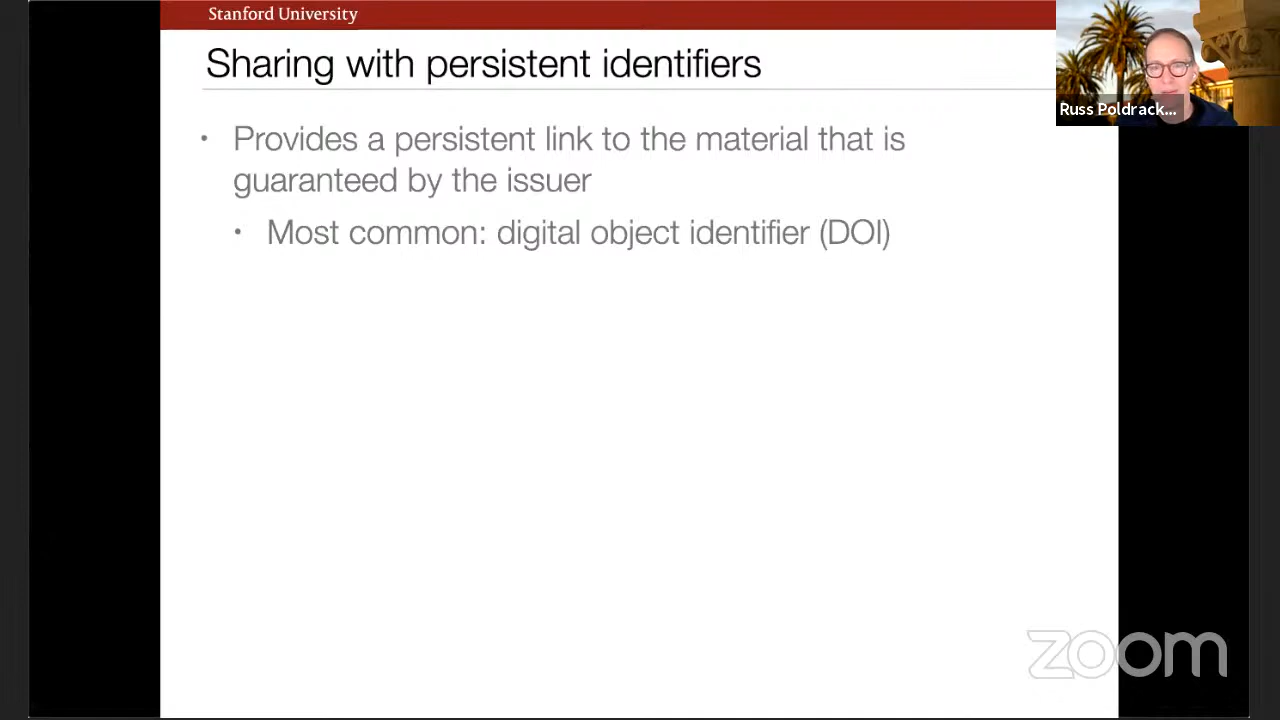 Stanford University
Sharing with persistent identifiers
Russ Poldrack...
• Provides a persistent link to the material that is
guaranteed by the issuer
• Most common: digital object identifier (DOI)
zoom